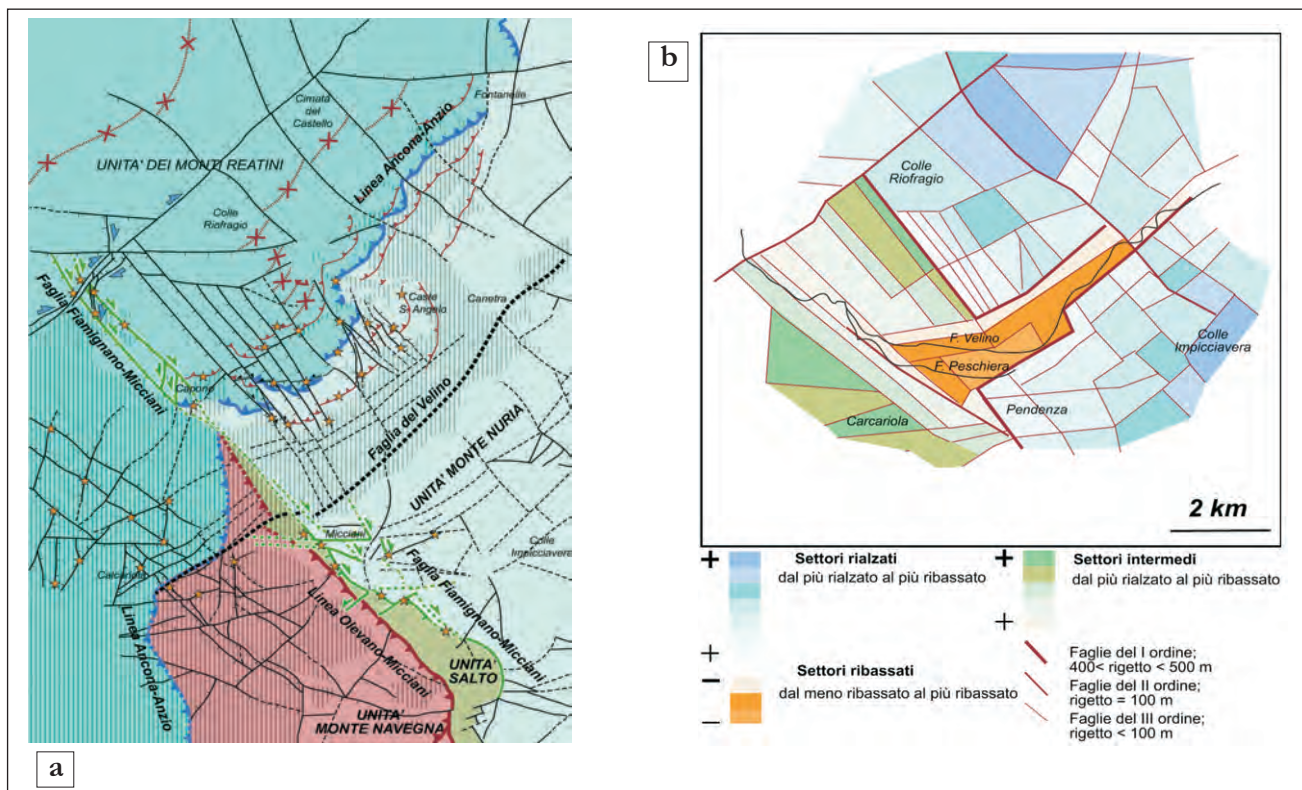 Fontanelle
Cimata
del
Castello
Linea Ancona-Anzio
UNITA' DEI MONTI REATINI
Colle
Riofragio
Faglia Fiamignano-Micciani
Caste
S. Angelo
Canetra
Capone
Faglia del Velino
UNITA' MONTE NURIA
Micciani
Colle
Impicciavera
Calcariola
Faglia Fiamignano-Micciani
Linea Ancona-Anzio
Linea Olevano-Micciani
UNITA'
SALTO
UNITA'
MONTE NAVEGNA
a
b
Colle
Riofragio
F. Velino
F. Peschiera
Colle
Impicciavera
Carcariola
Pendenza
2 km
+ Settori rialzati
dal più rialzato al più ribassato
+
− Settori ribassati
dal meno ribassato al più ribassato
−
+ Settori intermedi
dal più rialzato al più ribassato
+
Faglie del I ordine;
400< rigetto < 500 m
Faglie del II ordine;
rigetto = 100 m
Faglie del III ordine;
rigetto < 100 m